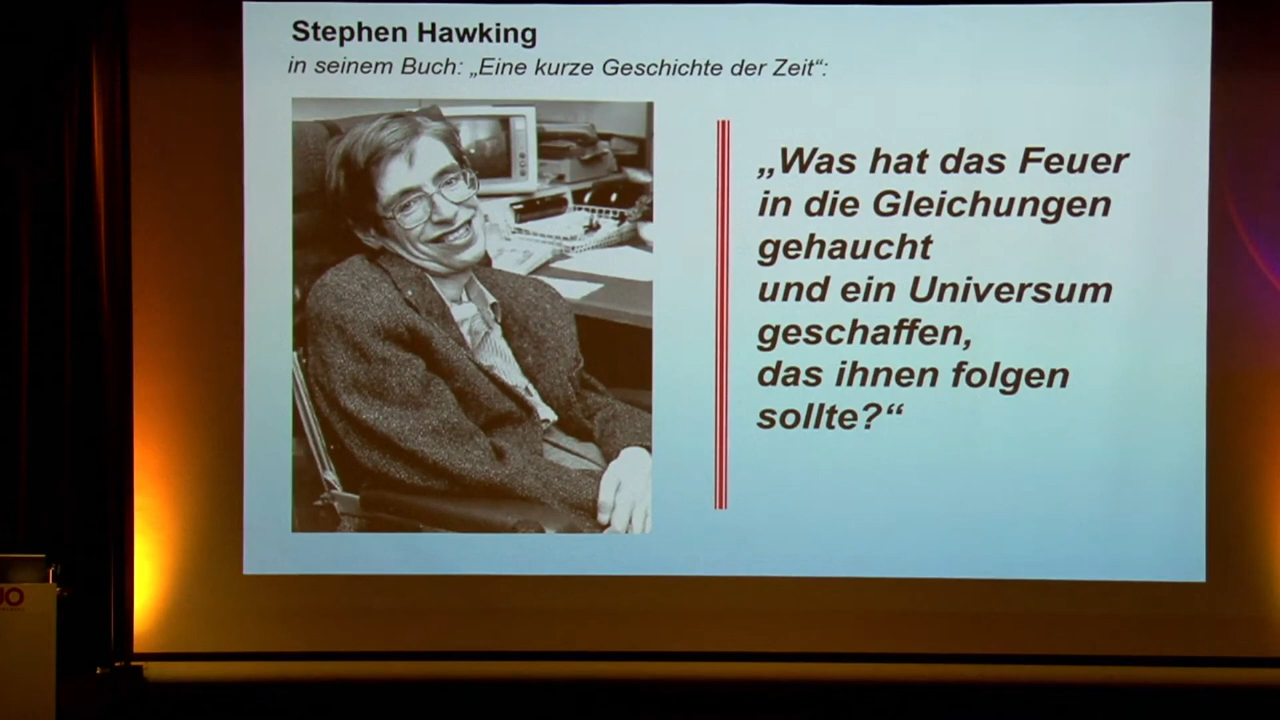 Stephen Hawking
in seinem Buch: „Eine kurze Geschichte der Zeit“:
„Was hat das Feuer
in die Gleichungen
gehaucht
und ein Universum
geschaffen,
das ihnen folgen
sollte?“